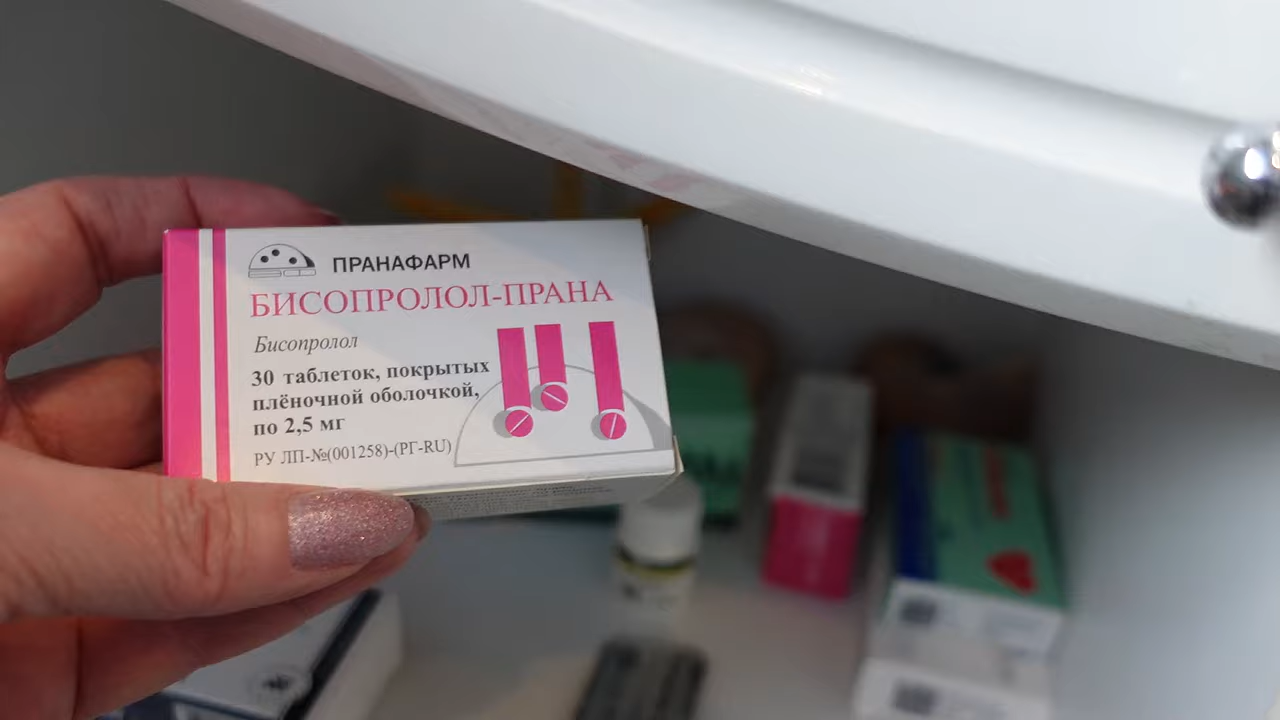 ПРАНАФАРМ
БИСОПРОЛОЛ-ПРАНА
Бисопролол
30 таблеток, покрытых
плёночной оболочкой,
по 2,5 мг
РУ ЛП-№(001258)-(РГ-RU)